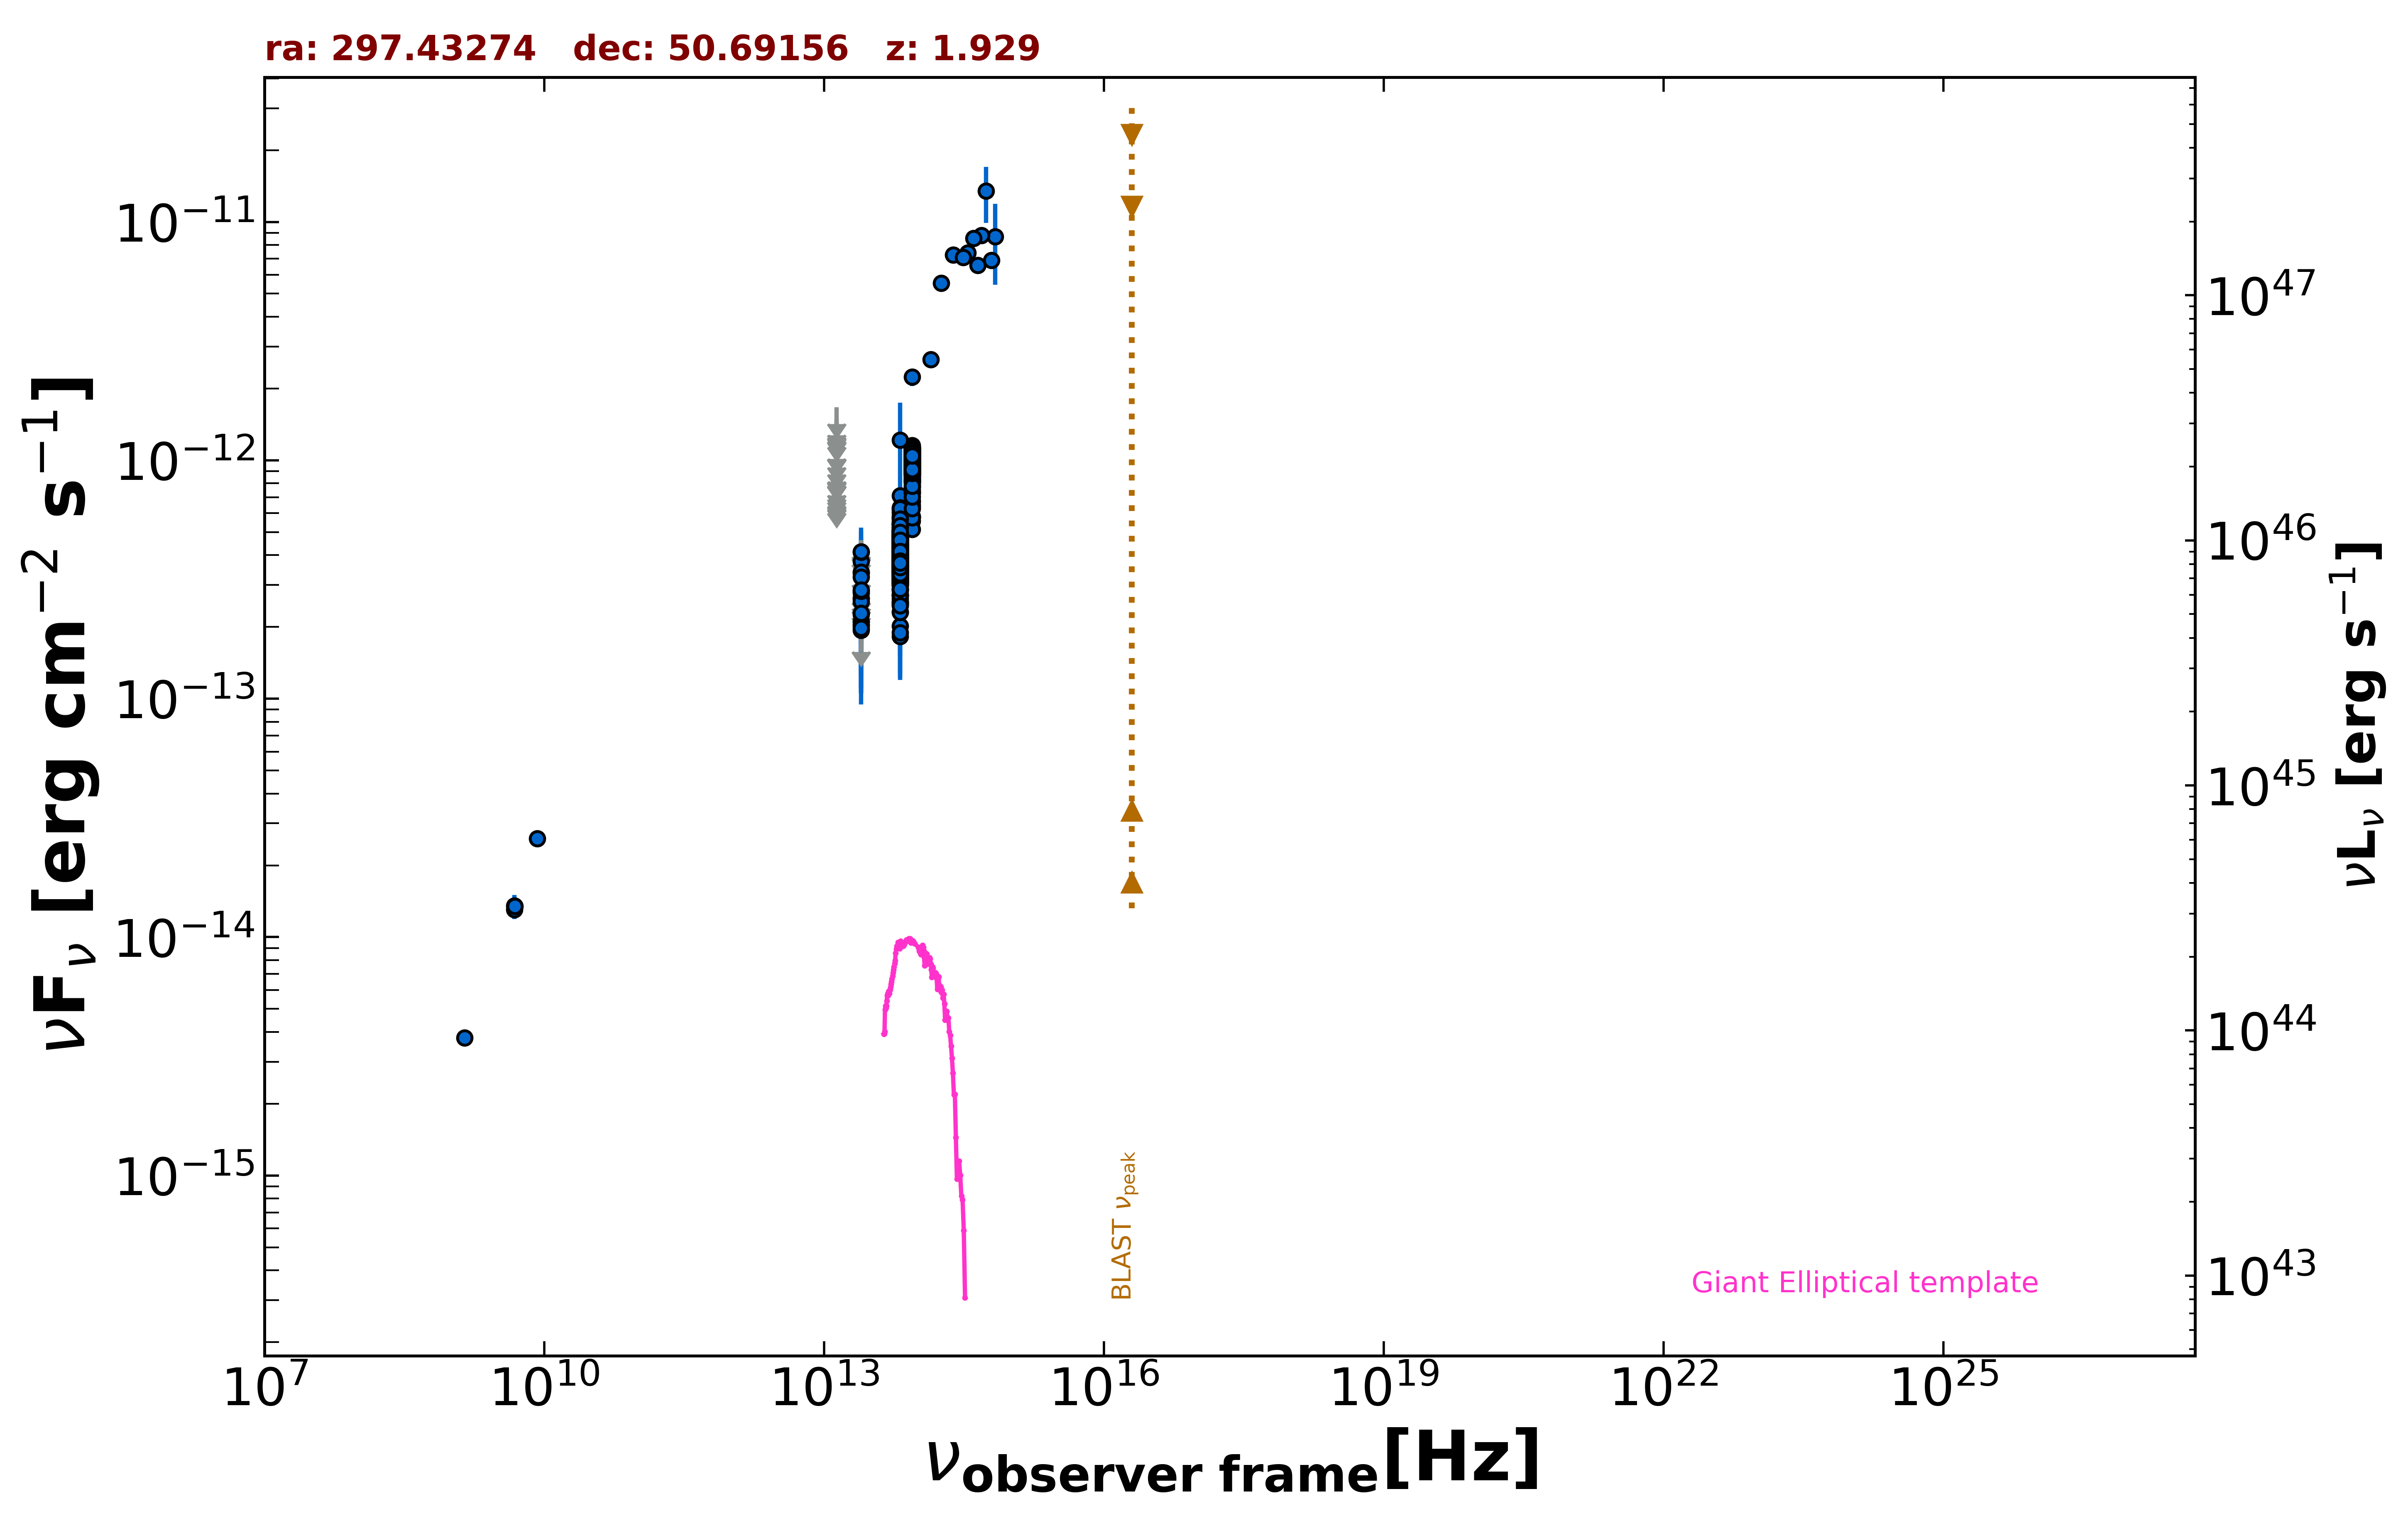 ra: 297.43274 dec: 50.69156 z: 1.929
νF_ν [erg cm⁻² s⁻¹]
10⁻¹¹
10⁻¹²
10⁻¹³
10⁻¹⁴
10⁻¹⁵
10⁴⁷
10⁴⁶
10⁴⁵
10⁴⁴
10⁴³
νL_ν [erg s⁻¹]
BLAST ν_peak
Giant Elliptical template
10⁷ 10¹⁰ 10¹³ 10¹⁶ 10¹⁹ 10²² 10²⁵
ν_observer frame [Hz]